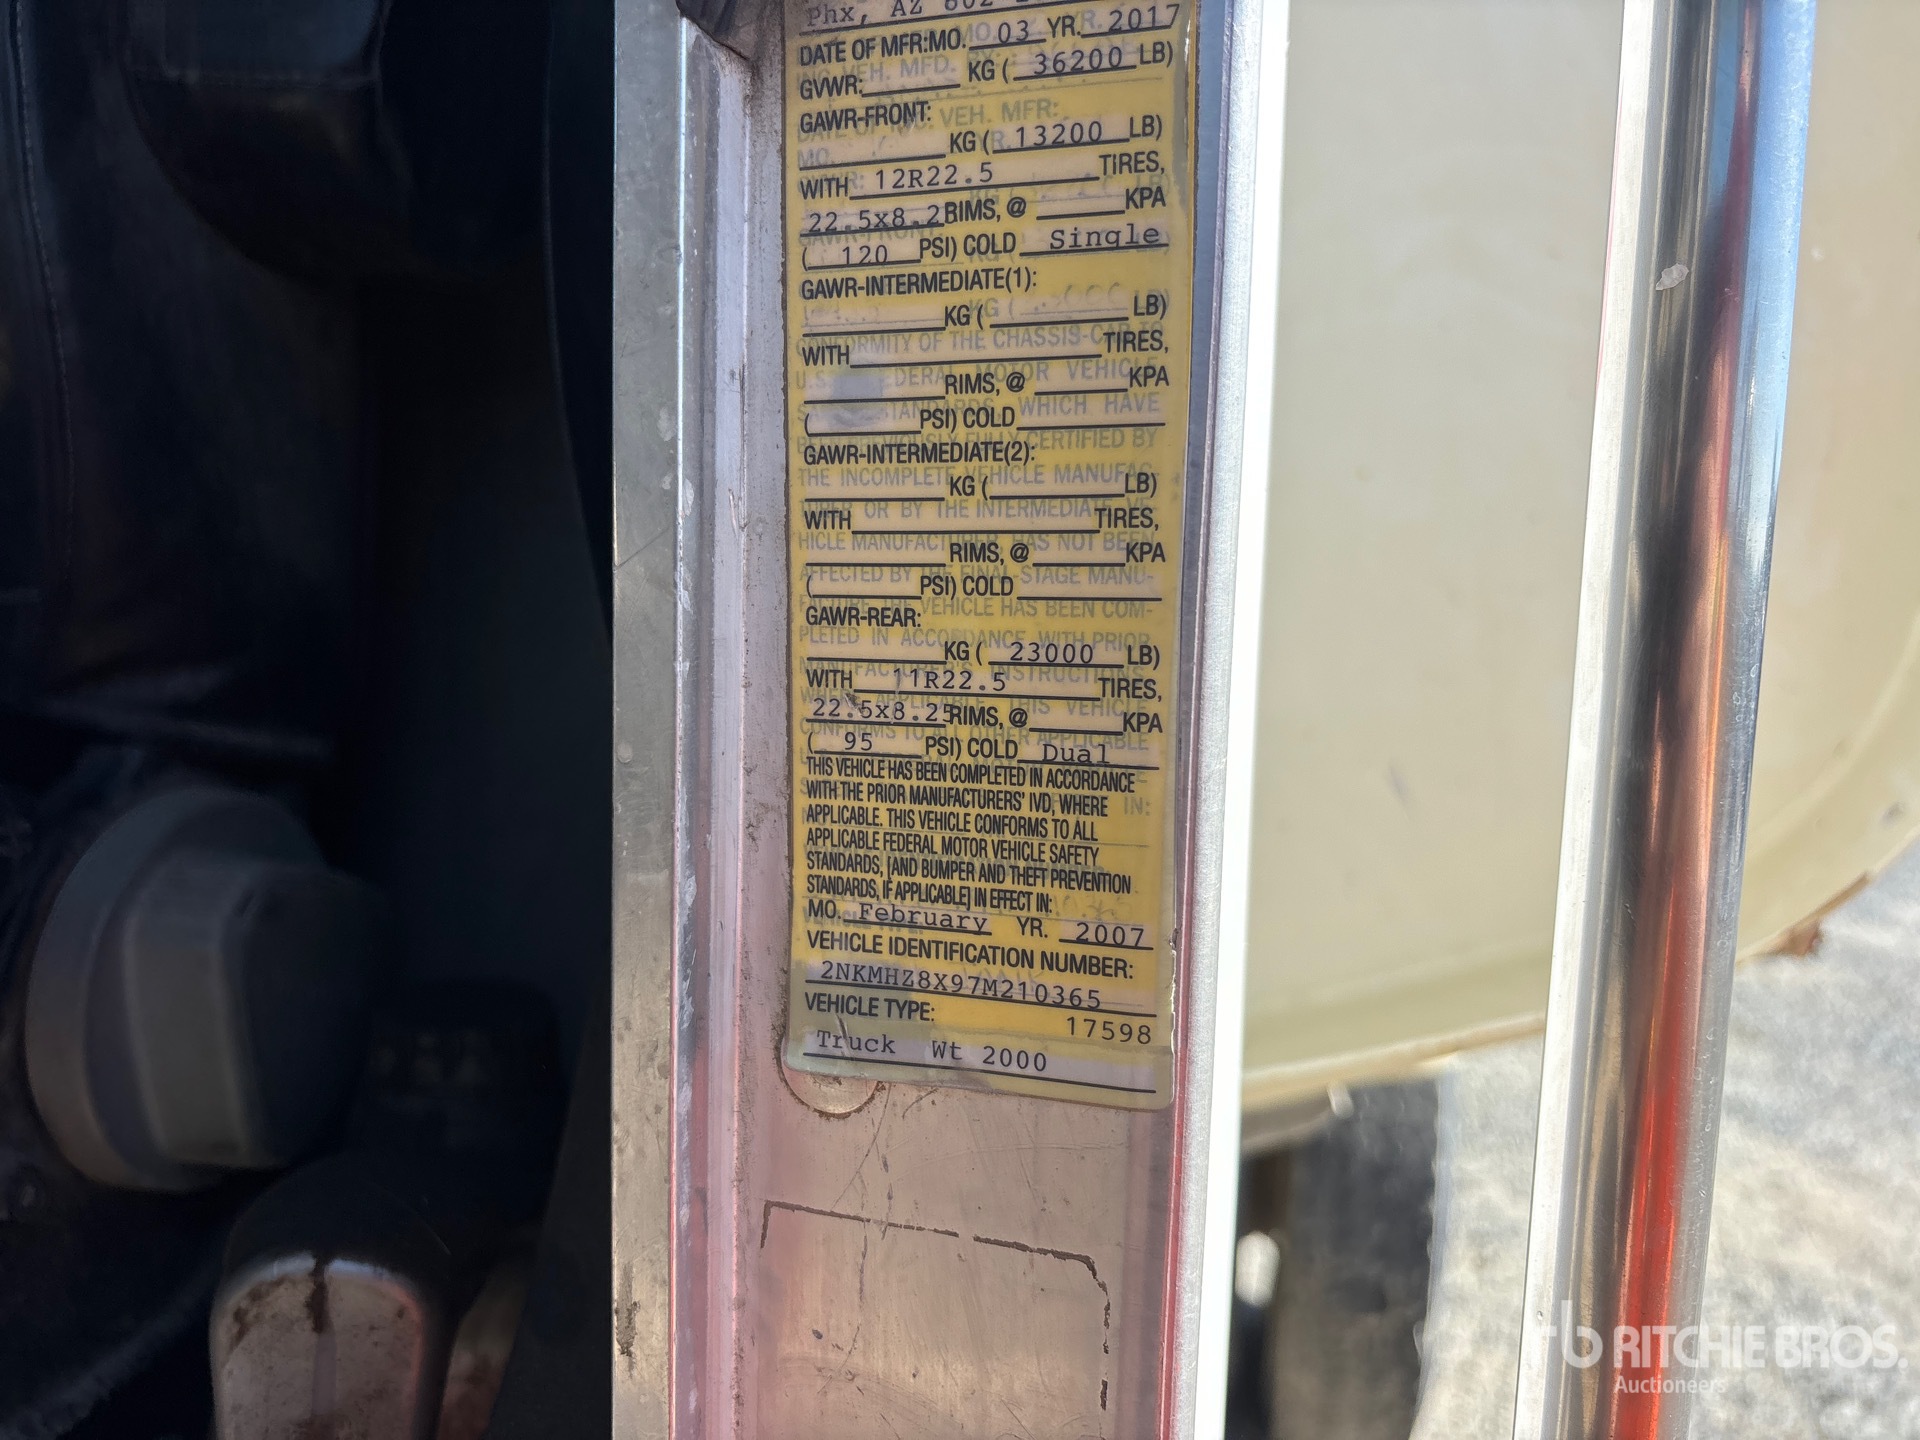 Phx, AZ
DATE OF MFR:MO. 03 YR. 2017
GVWR: KG ( 36200 LB)
GAWR-FRONT:
KG ( 13200 LB)
WITH 12R22.5 TIRES,
22.5x8.2 RIMS, @ KPA
( 120 PSI) COLD Single
GAWR-INTERMEDIATE(1):
KG ( LB)
WITH TIRES,
RIMS, @ KPA
( PSI) COLD
GAWR-INTERMEDIATE(2):
KG ( LB)
WITH TIRES,
RIMS, @ KPA
( PSI) COLD
GAWR-REAR:
KG ( 23000 LB)
WITH 11R22.5 TIRES,
22.5x8.25 RIMS, @ KPA
( 95 PSI) COLD Dual
THIS VEHICLE HAS BEEN COMPLETED IN ACCORDANCE
WITH THE PRIOR MANUFACTURERS' IVD, WHERE
APPLICABLE. THIS VEHICLE CONFORMS TO ALL
APPLICABLE FEDERAL MOTOR VEHICLE SAFETY
STANDARDS, [AND BUMPER AND THEFT PREVENTION
STANDARDS, IF APPLICABLE] IN EFFECT IN:
MO. February YR. 2007
VEHICLE IDENTIFICATION NUMBER:
2NKMHZ8X97M210365
VEHICLE TYPE: 17598
Truck Wt 2000
rb RITCHIE BROS.
Auctioneers